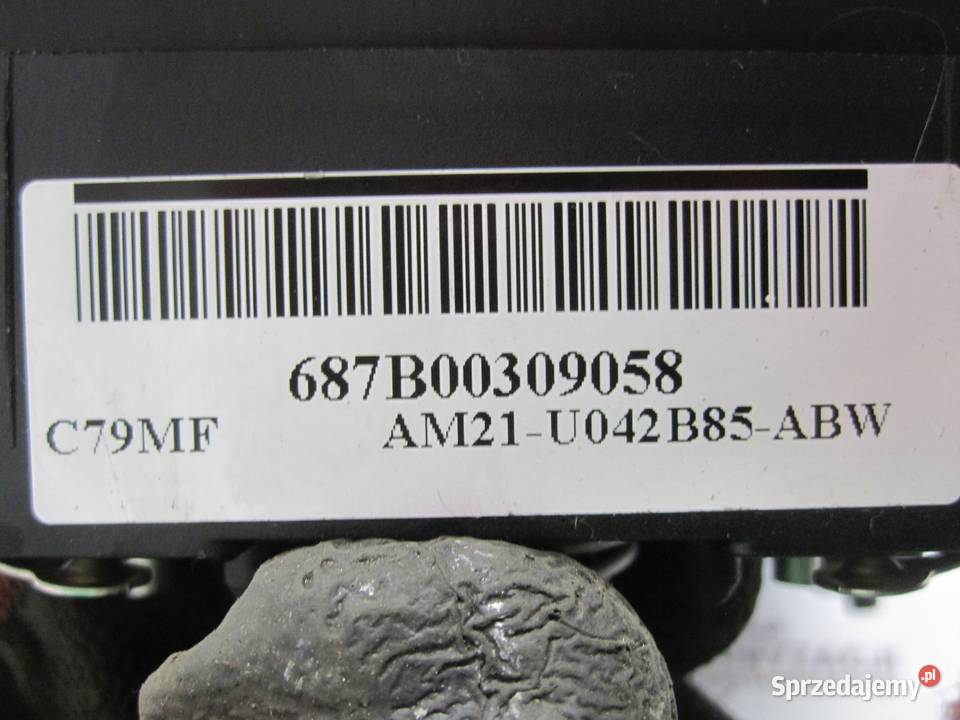 687B00309058
C79MF AM21-U042B85-ABW
Sprzedajemy.pl